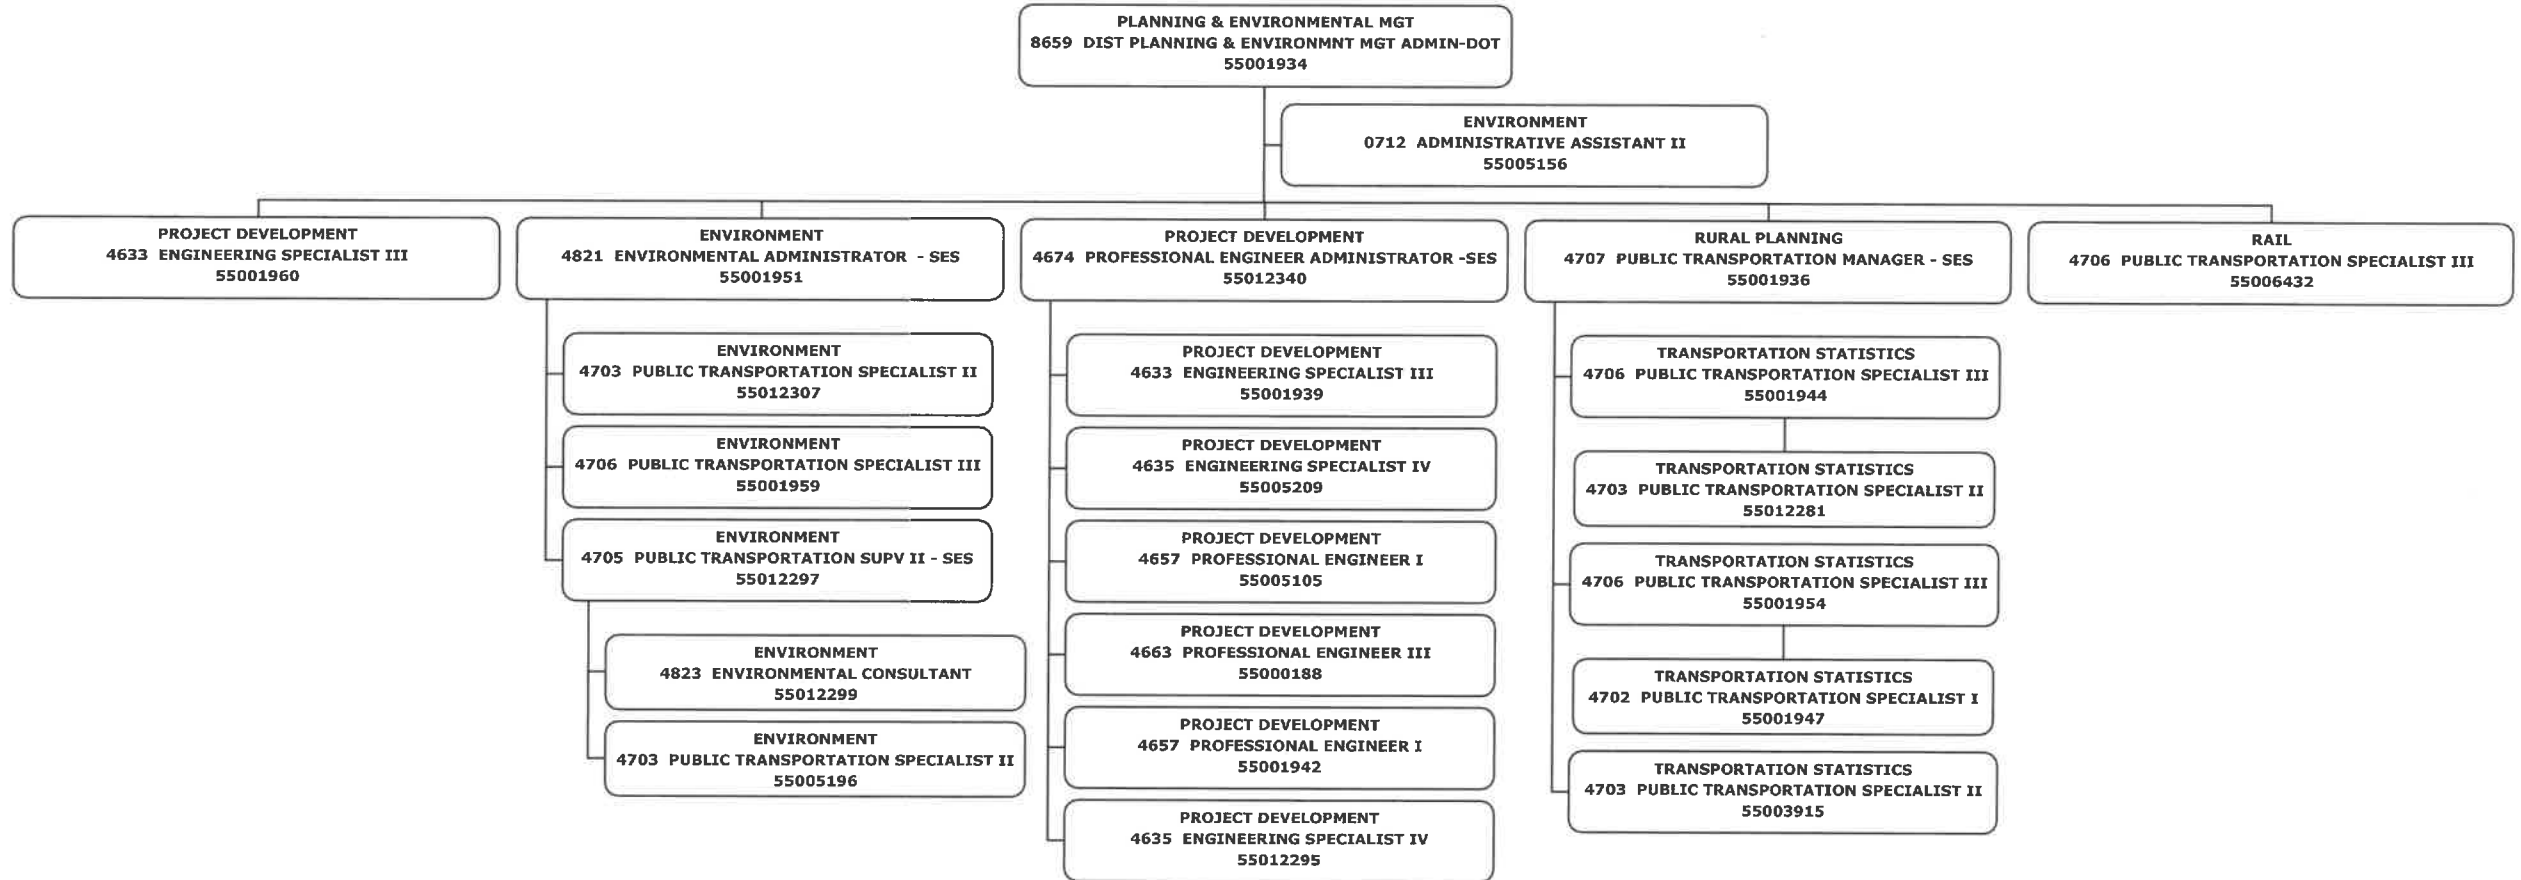 PLANNING & ENVIRONMENTAL MGT
8659 DIST PLANNING & ENVIRONMNT MGT ADMIN-DOT
55001934
ENVIRONMENT
0712 ADMINISTRATIVE ASSISTANT II
55005156
PROJECT DEVELOPMENT
4633 ENGINEERING SPECIALIST III
55001960
ENVIRONMENT
4821 ENVIRONMENTAL ADMINISTRATOR - SES
55001951
ENVIRONMENT
4703 PUBLIC TRANSPORTATION SPECIALIST II
55012307
ENVIRONMENT
4706 PUBLIC TRANSPORTATION SPECIALIST III
55001959
ENVIRONMENT
4705 PUBLIC TRANSPORTATION SUPV II - SES
55012297
ENVIRONMENT
4823 ENVIRONMENTAL CONSULTANT
55012299
ENVIRONMENT
4703 PUBLIC TRANSPORTATION SPECIALIST II
55005196
PROJECT DEVELOPMENT
4674 PROFESSIONAL ENGINEER ADMINISTRATOR -SES
55012340
PROJECT DEVELOPMENT
4633 ENGINEERING SPECIALIST III
55001939
PROJECT DEVELOPMENT
4635 ENGINEERING SPECIALIST IV
55005209
PROJECT DEVELOPMENT
4657 PROFESSIONAL ENGINEER I
55005105
PROJECT DEVELOPMENT
4663 PROFESSIONAL ENGINEER III
55000188
PROJECT DEVELOPMENT
4657 PROFESSIONAL ENGINEER I
55001942
PROJECT DEVELOPMENT
4635 ENGINEERING SPECIALIST IV
55012295
RURAL PLANNING
4707 PUBLIC TRANSPORTATION MANAGER - SES
55001936
TRANSPORTATION STATISTICS
4706 PUBLIC TRANSPORTATION SPECIALIST III
55001944
TRANSPORTATION STATISTICS
4703 PUBLIC TRANSPORTATION SPECIALIST II
55012281
TRANSPORTATION STATISTICS
4706 PUBLIC TRANSPORTATION SPECIALIST III
55001954
TRANSPORTATION STATISTICS
4702 PUBLIC TRANSPORTATION SPECIALIST I
55001947
TRANSPORTATION STATISTICS
4703 PUBLIC TRANSPORTATION SPECIALIST II
55003915
RAIL
4706 PUBLIC TRANSPORTATION SPECIALIST III
55006432